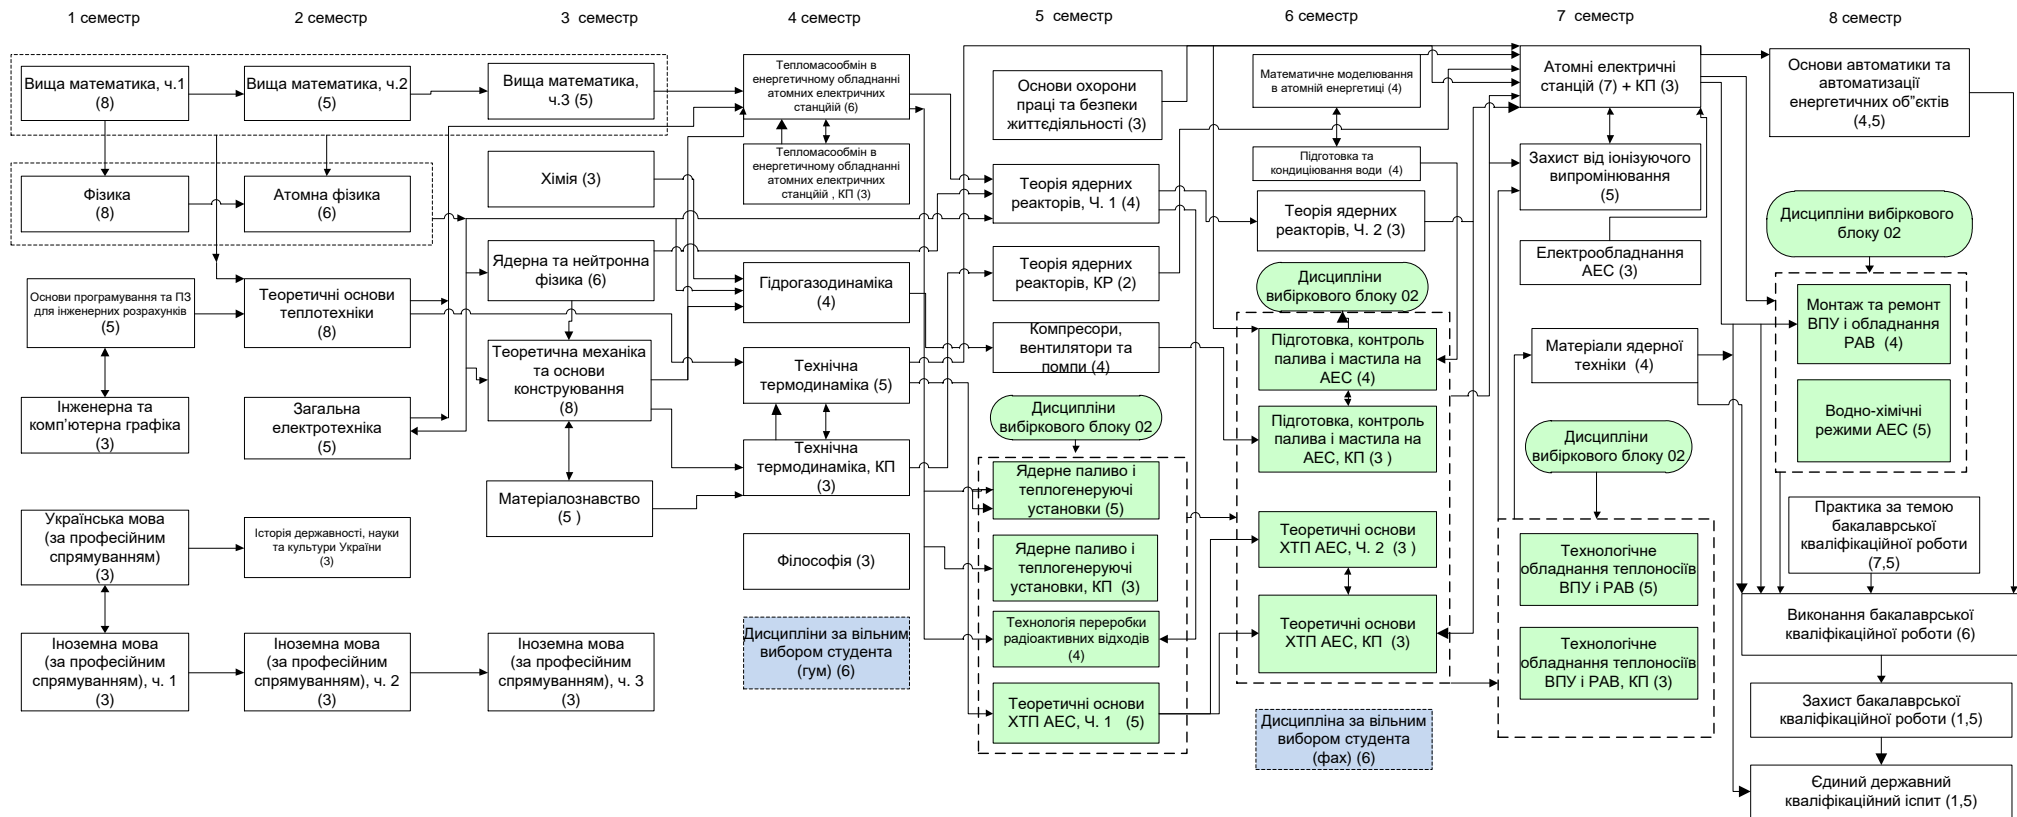 1 семестр
2 семестр
3 семестр
4 семестр
5 семестр
6 семестр
7 семестр
8 семестр
Вища математика, ч.1
(8)
Фізика
(8)
Основи програмування та ПЗ
для інженерних розрахунків
(5)
Інженерна та
комп’ютерна графіка
(3)
Українська мова
(за професійним
спрямуванням)
(3)
Іноземна мова
(за професійним
спрямуванням), ч. 1
(3)
Вища математика, ч.2
(5)
Атомна фізика
(6)
Теоретичні основи
теплотехніки
(8)
Загальна
електротехніка
(5)
Історія державності, науки
та культури України
(3)
Іноземна мова
(за професійним
спрямуванням), ч. 2
(3)
Вища математика,
ч.3 (5)
Хімія (3)
Ядерна та нейтронна
фізика (6)
Теоретична механіка
та основи
конструювання
(8)
Матеріалознавство
(5 )
Іноземна мова
(за професійним
спрямуванням), ч. 3
(3)
Тепломасообмін в
енергетичному обладнанні
атомних електричних
станційй (6)
Тепломасообмін в
енергетичному обладнанні
атомних електричних
станційй , КП (3)
Гідрогазодинаміка
(4)
Технічна
термодинаміка (5)
Технічна
термодинаміка, КП
(3)
Філософія (3)
Дисципліни за вільним
вибором студента
(гум) (6)
Основи охорони
праці та безпеки
життєдіяльності (3)
Теорія ядерних
реакторів, Ч. 1 (4)
Теорія ядерних
реакторів, КР (2)
Компресори,
вентилятори та
помпи (4)
Дисципліни
вибіркового блоку 02
Ядерне паливо і
теплогенеруючі
установки (5)
Ядерне паливо і
теплогенеруючі
установки, КП (3)
Технологія переробки
радіоактивних відходів
(4)
Теоретичні основи
ХТП АЕС, Ч. 1 (5)
Математичне моделювання
в атомній енергетиці (4)
Підготовка та
кондиціювання води (4)
Теорія ядерних
реакторів, Ч. 2 (3)
Дисципліни
вибіркового блоку 02
Підготовка, контроль
палива і мастила на
АЕС (4)
Підготовка, контроль
палива і мастила на
АЕС, КП (3 )
Теоретичні основи
ХТП АЕС, Ч. 2 (3 )
Теоретичні основи
ХТП АЕС, КП (3)
Дисципліна за вільним
вибором студента
(фах) (6)
Атомні електричні
станцій (7) + КП (3)
Захист від іонізуючого
випромінювання
(5)
Електрообладнання
АЕС (3)
Матеріали ядерної
техніки (4)
Дисципліни
вибіркового блоку 02
Технологічне
обладнання теплоносіїв
ВПУ і РАВ (5)
Технологічне
обладнання теплоносіїв
ВПУ і РАВ, КП (3)
Основи автоматики та
автоматизації
енергетичних об”єктів
(4,5)
Дисципліни вибіркового
блоку 02
Монтаж та ремонт
ВПУ і обладнання
РАВ (4)
Водно-хімічні
режими АЕС (5)
Практика за темою
бакалаврської
кваліфікаційної роботи
(7,5)
Виконання бакалаврської
кваліфікаційної роботи (6)
Захист бакалаврської
кваліфікаційної роботи (1,5)
Єдиний державний
кваліфікаційний іспит (1,5)